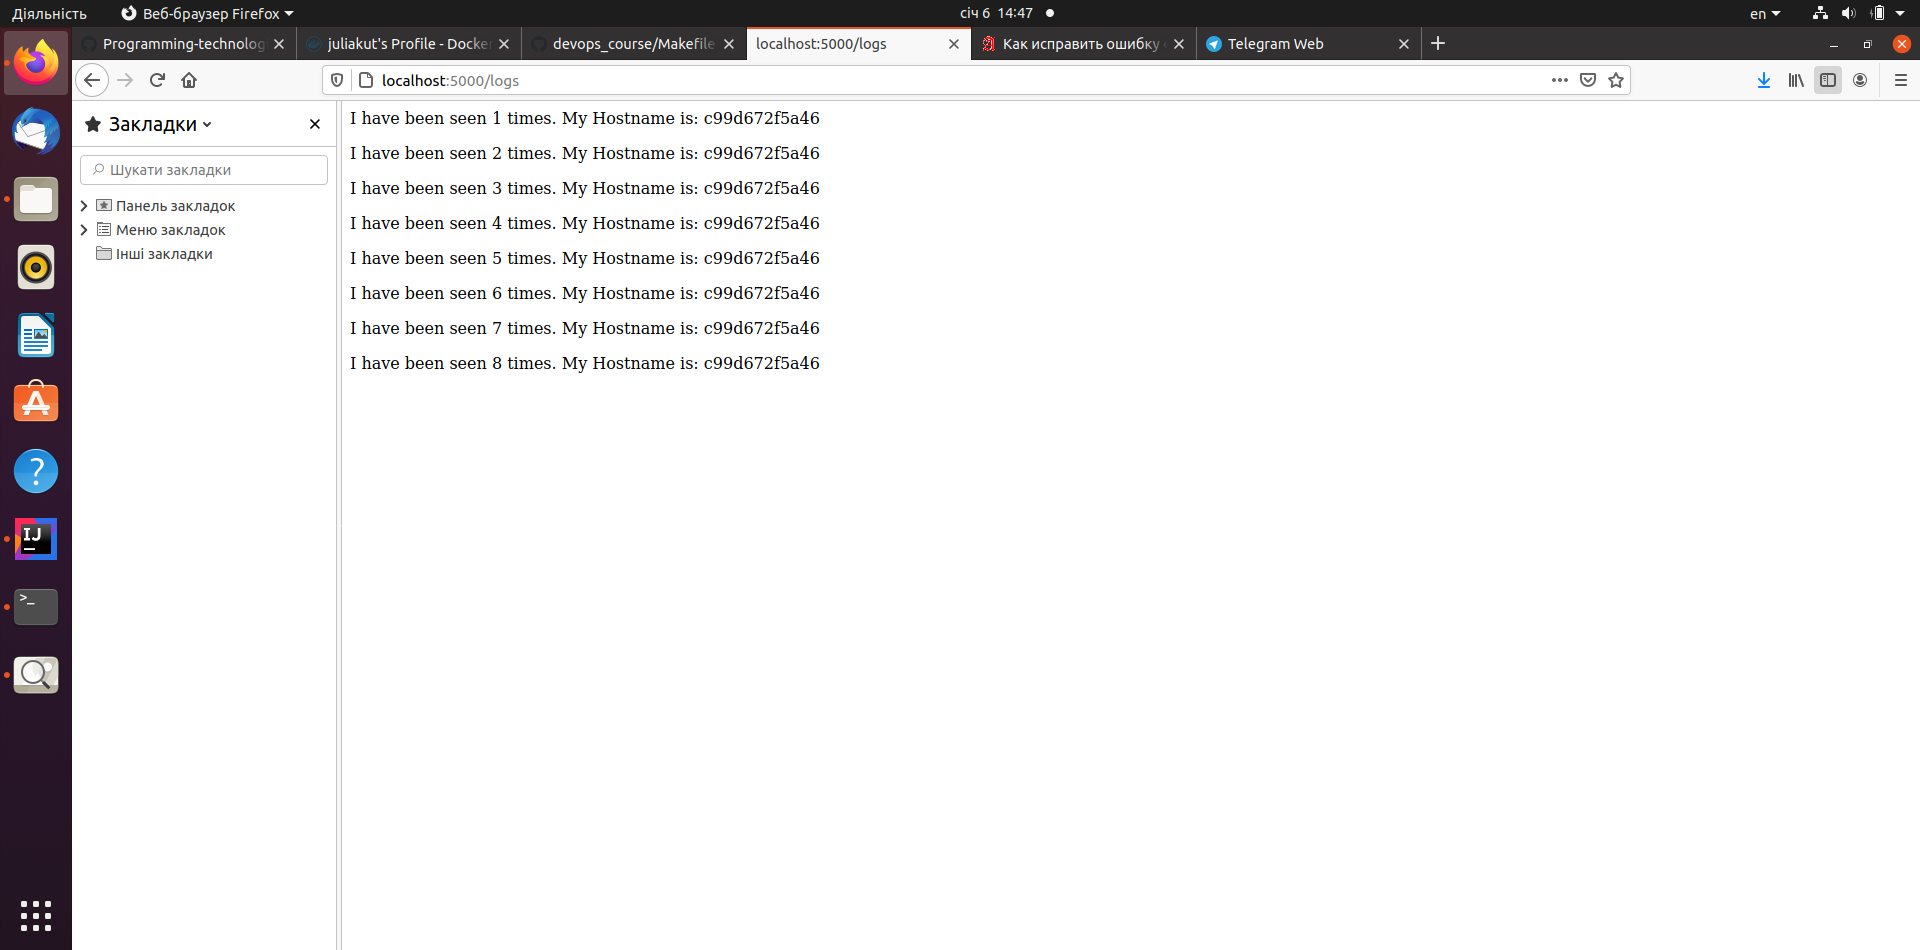 Діяльність
Веб-браузер Firefox
січ 6 14:47
en
Programming-technolog
juliakut's Profile - Docke
devops_course/Makefile
localhost:5000/logs
Как исправить ошибку
Telegram Web
localhost:5000/logs
Закладки
Шукати закладки
Панель закладок
Меню закладок
Інші закладки
I have been seen 1 times. My Hostname is: c99d672f5a46
I have been seen 2 times. My Hostname is: c99d672f5a46
I have been seen 3 times. My Hostname is: c99d672f5a46
I have been seen 4 times. My Hostname is: c99d672f5a46
I have been seen 5 times. My Hostname is: c99d672f5a46
I have been seen 6 times. My Hostname is: c99d672f5a46
I have been seen 7 times. My Hostname is: c99d672f5a46
I have been seen 8 times. My Hostname is: c99d672f5a46
IJ